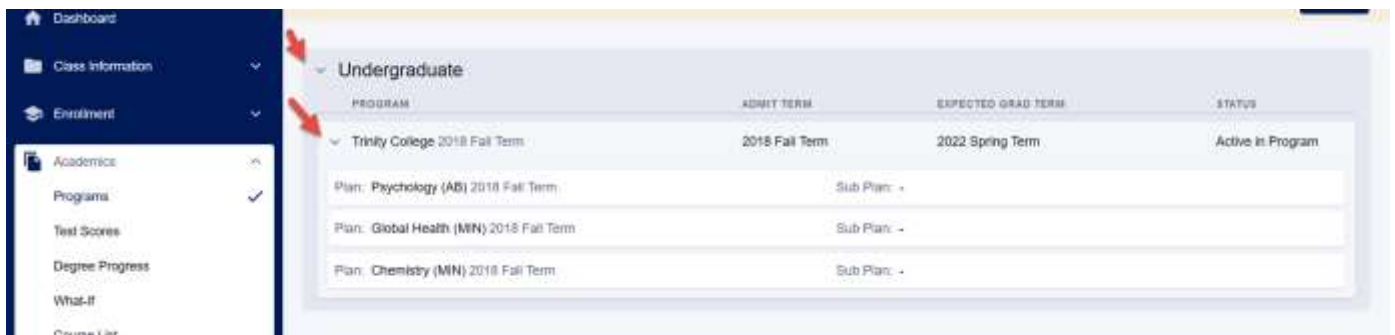 Dashboard
Class Information
Enrollment
Academics
Programs
Test Scores
Degree Progress
What-If
Course List
Undergraduate
PROGRAM ADMIT TERM EXPECTED GRAD TERM STATUS
Trinity College 2018 Fall Term 2018 Fall Term 2022 Spring Term Active in Program
Plan: Psychology (AB) 2018 Fall Term Sub Plan: -
Plan: Global Health (MIN) 2018 Fall Term Sub Plan: -
Plan: Chemistry (MIN) 2018 Fall Term Sub Plan: -